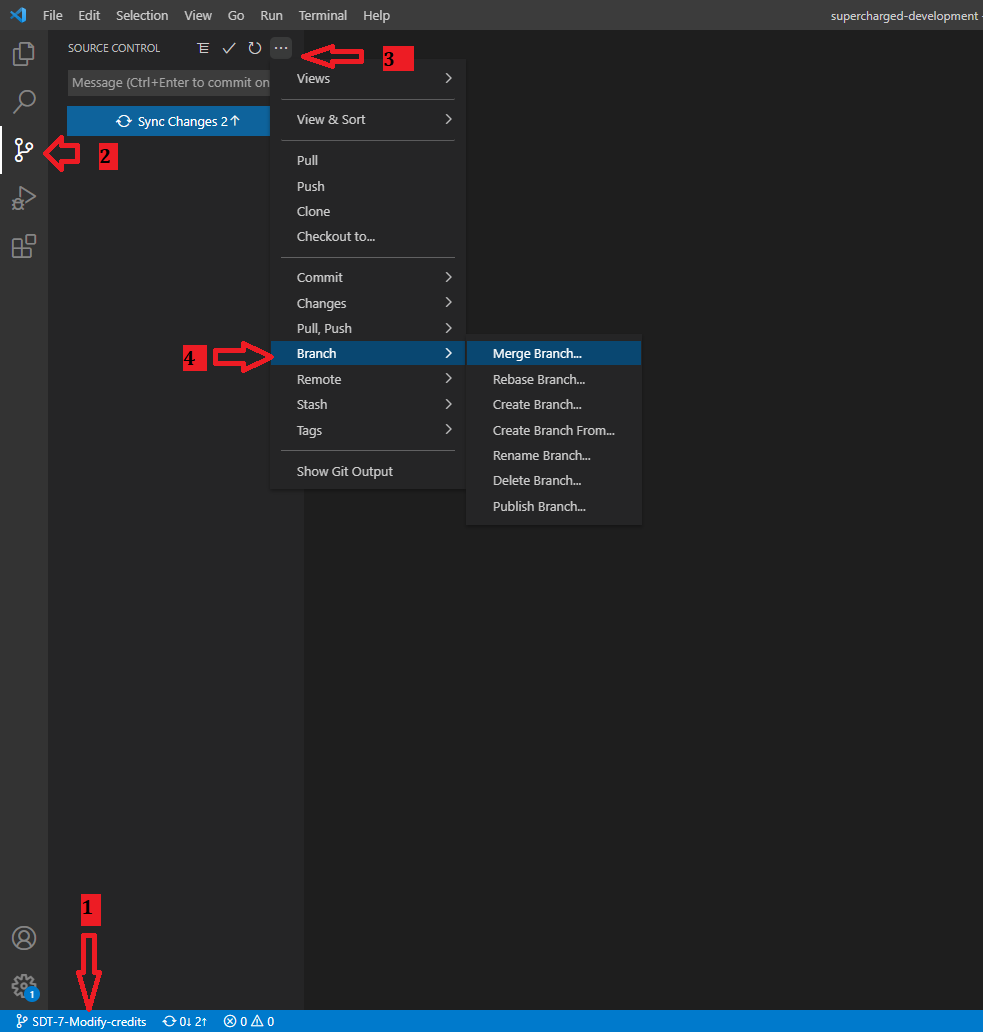 File Edit Selection View Go Run Terminal Help
supercharged-development -
SOURCE CONTROL
3
Message (Ctrl+Enter to commit on
Sync Changes 2↑
2
Views
View & Sort
Pull
Push
Clone
Checkout to...
Commit
Changes
Pull, Push
4
Branch
Remote
Stash
Tags
Show Git Output
Merge Branch...
Rebase Branch...
Create Branch...
Create Branch From...
Rename Branch...
Delete Branch...
Publish Branch...
1
1
SDT-7-Modify-credits 0↓ 2↑ 0 0